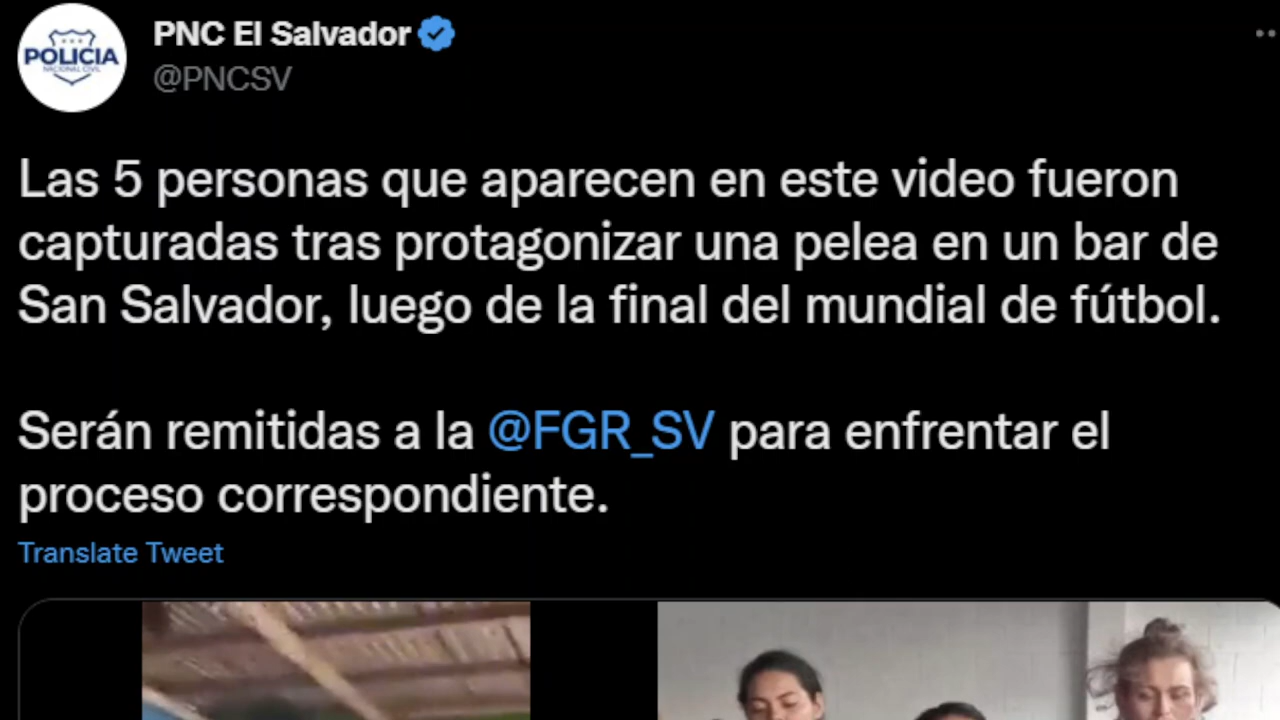 POLICIA
NACIONAL CIVIL
PNC El Salvador
@PNCSV
Las 5 personas que aparecen en este video fueron
capturadas tras protagonizar una pelea en un bar de
San Salvador, luego de la final del mundial de fútbol.
Serán remitidas a la @FGR_SV para enfrentar el
proceso correspondiente.
Translate Tweet